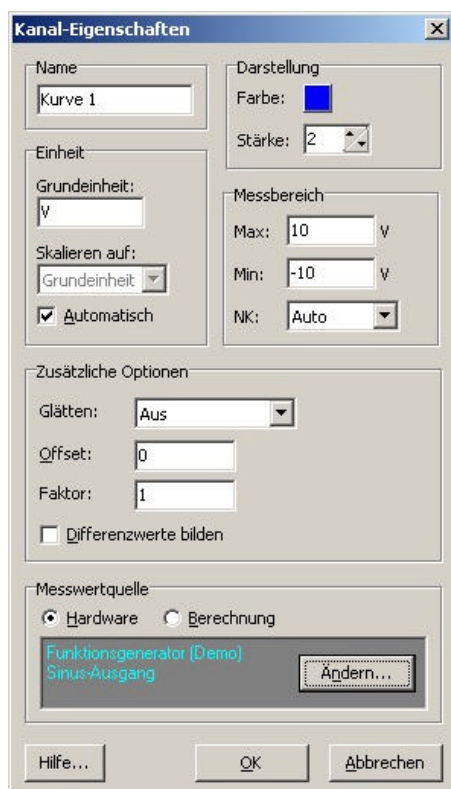 Kanal-Eigenschaften
Name
Kurve 1
Darstellung
Farbe:
Stärke: 2
Einheit
Grundeinheit:
V
Skalieren auf:
Grundeinheit
Automatisch
Messbereich
Max: 10 V
Min: -10 V
NK: Auto
Zusätzliche Optionen
Glätten: Aus
Offset: 0
Faktor: 1
Differenzwerte bilden
Messwertquelle
Hardware Berechnung
Funktionsgenerator (Demo)
Sinus-Ausgang
Ändern...
Hilfe... OK Abbrechen